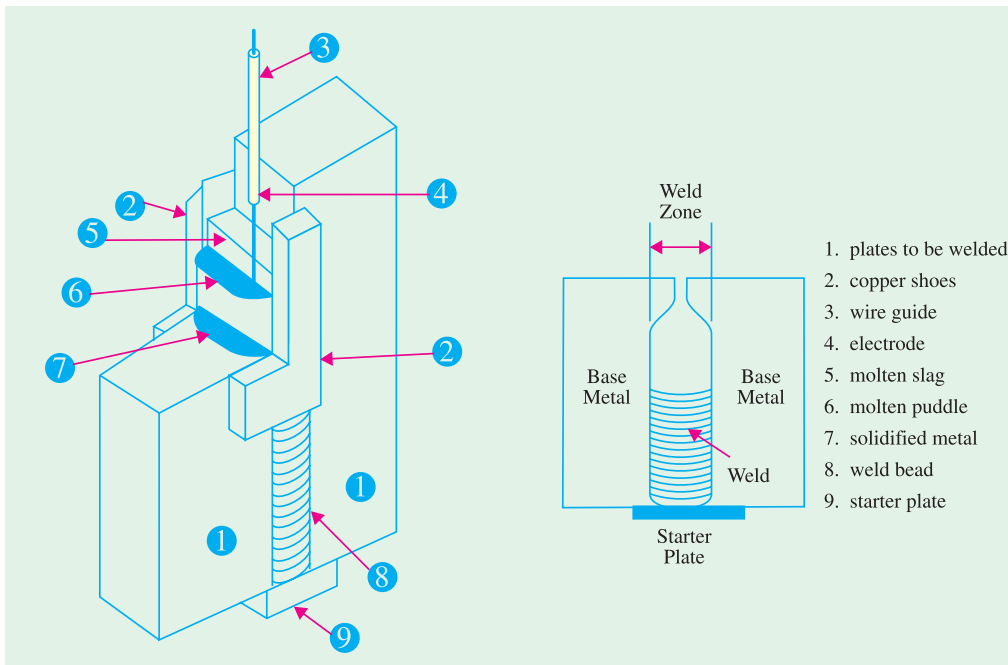 3
2
4
5
6
7
2
1
1
8
9
Weld
Zone
Base
Metal
Base
Metal
Weld
Starter
Plate
1. plates to be welded
2. copper shoes
3. wire guide
4. electrode
5. molten slag
6. molten puddle
7. solidified metal
8. weld bead
9. starter plate